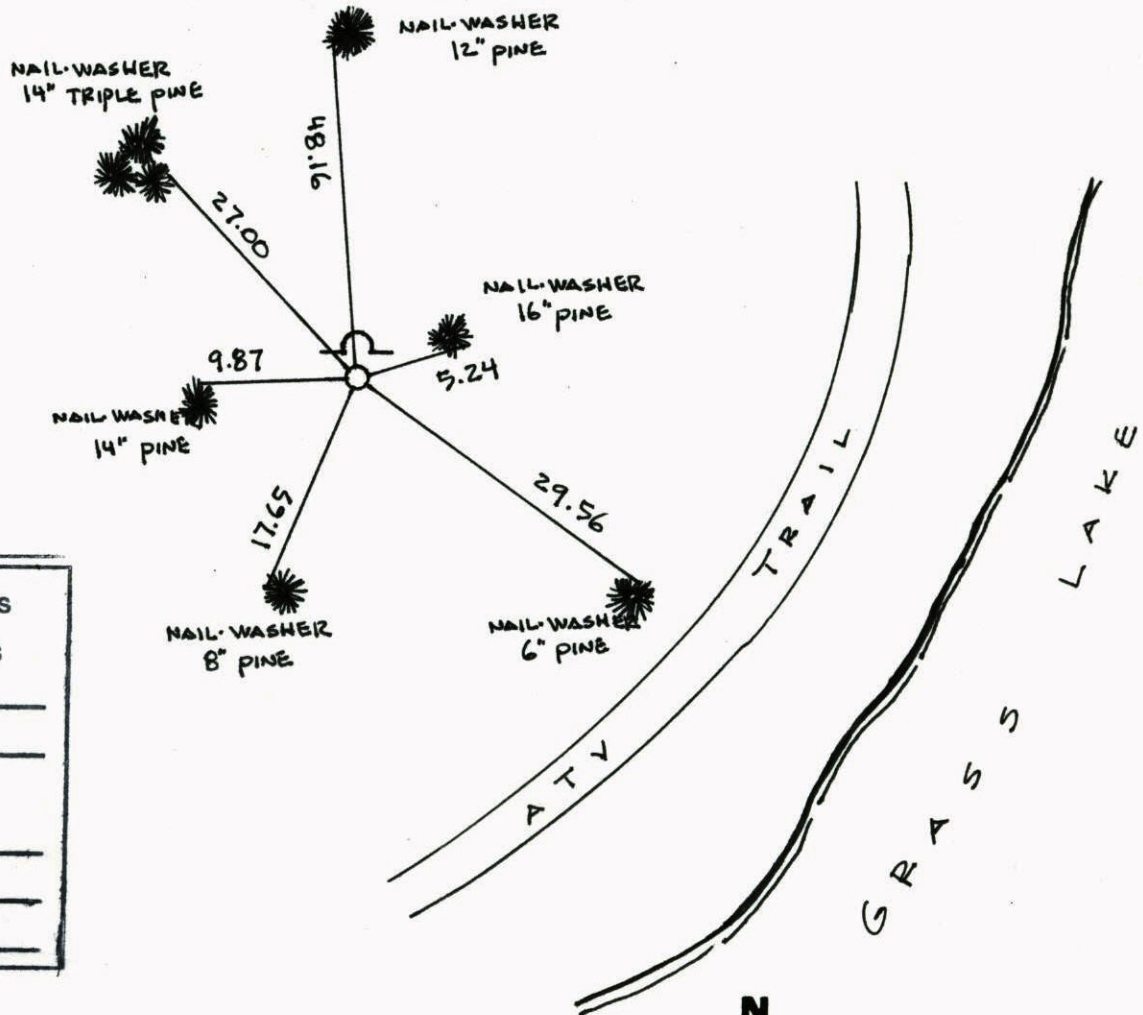 NAIL·WASHER
12" PINE
NAIL·WASHER
14" TRIPLE PINE
48.16
27.00
NAIL·WASHER
16" PINE
9.87
5.24
NAIL·WASHER
14" PINE
17.65
29.56
NAIL·WASHER
8" PINE
NAIL·WASHER
6" PINE
ATV TRAIL
GRASS LAKE
N